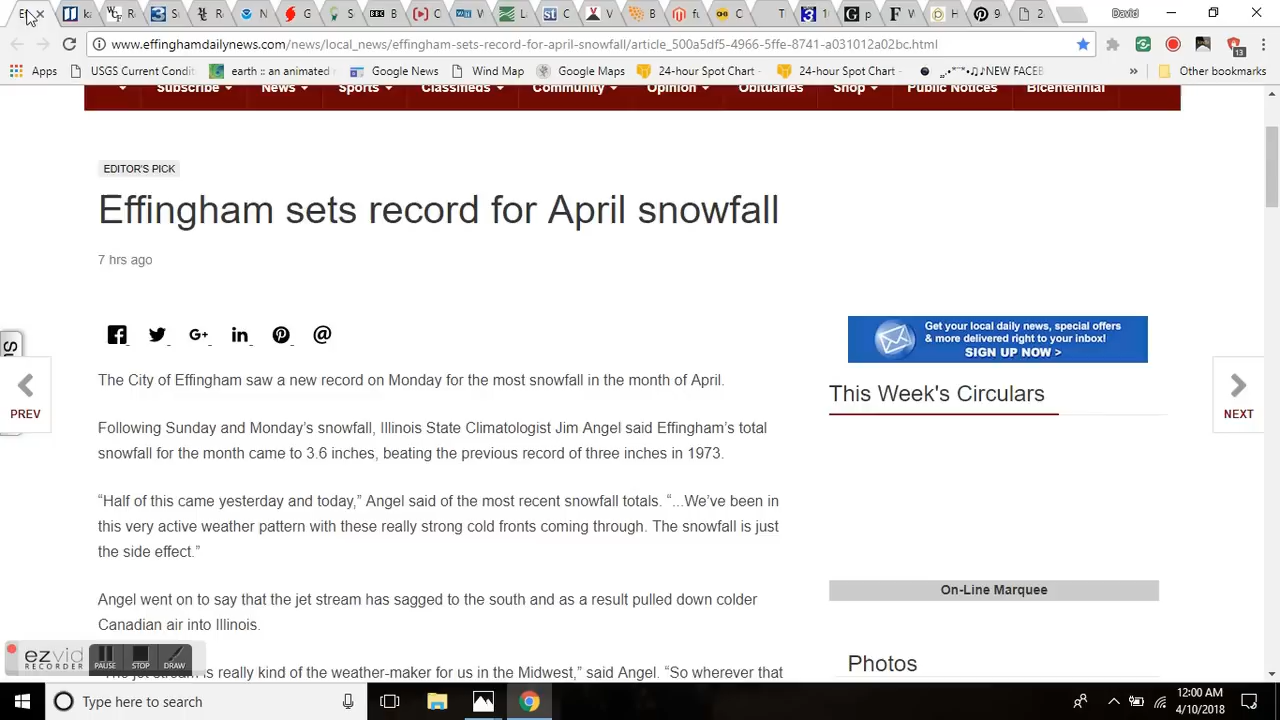 David
www.effinghamdailynews.com/news/local_news/effingham-sets-record-for-april-snowfall/article_500a5df5-4966-5ffe-8741-a031012a02bc.html
13
Apps USGS Current Condit earth :: an animated Google News Wind Map Google Maps 24-hour Spot Chart - 24-hour Spot Chart - NEW FACEB » Other bookmarks
Subscribe News Sports Classifieds Community Opinion Obituaries Shop Public Notices Bicentennial
EDITOR'S PICK
Effingham sets record for April snowfall
7 hrs ago
Get your local daily news, special offers
& more delivered right to your inbox!
SIGN UP NOW >
The City of Effingham saw a new record on Monday for the most snowfall in the month of April.
This Week's Circulars
PREV
NEXT
Following Sunday and Monday's snowfall, Illinois State Climatologist Jim Angel said Effingham's total
snowfall for the month came to 3.6 inches, beating the previous record of three inches in 1973.
“Half of this came yesterday and today,” Angel said of the most recent snowfall totals. “...We've been in
this very active weather pattern with these really strong cold fronts coming through. The snowfall is just
the side effect.”
On-Line Marquee
Angel went on to say that the jet stream has sagged to the south and as a result pulled down colder
Canadian air into Illinois.
Photos
ezvid
RECORDER
PAUSE STOP DRAW
jet stream is really kind of the weather-maker for us in the Midwest,” said Angel. “So wherever that
Type here to search
12:00 AM
4/10/2018